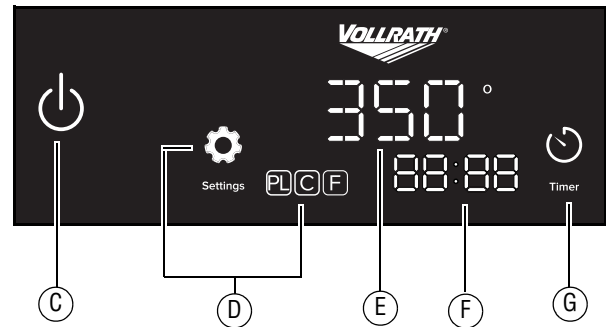 VOLLRATH®
350°
Settings
PL C F
88:88
Timer
C
D
E
F
G